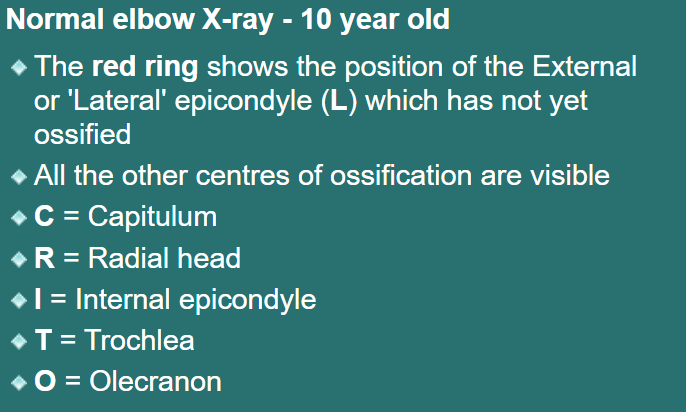 Normal elbow X-ray - 10 year old
The red ring shows the position of the External
or 'Lateral' epicondyle (L) which has not yet
ossified
All the other centres of ossification are visible
C = Capitulum
R = Radial head
I = Internal epicondyle
T = Trochlea
O = Olecranon